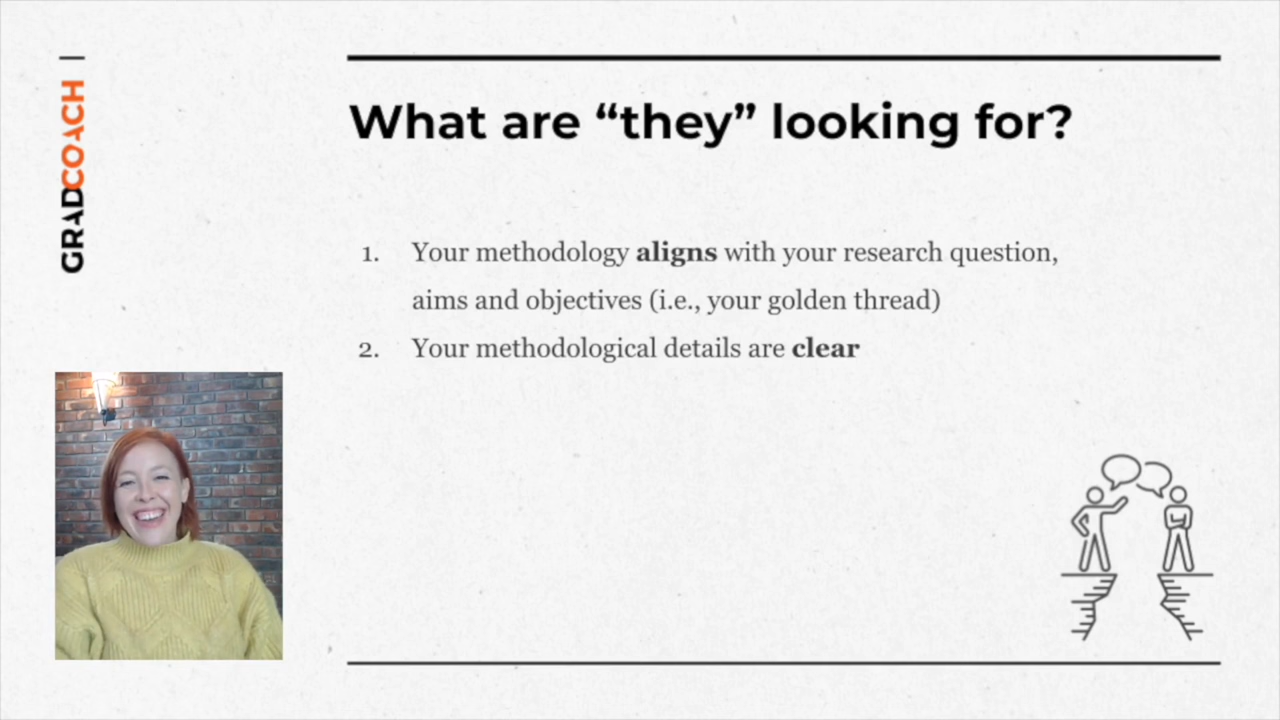 GRADCOACH
What are “they” looking for?
1. Your methodology aligns with your research question,
aims and objectives (i.e., your golden thread)
2. Your methodological details are clear